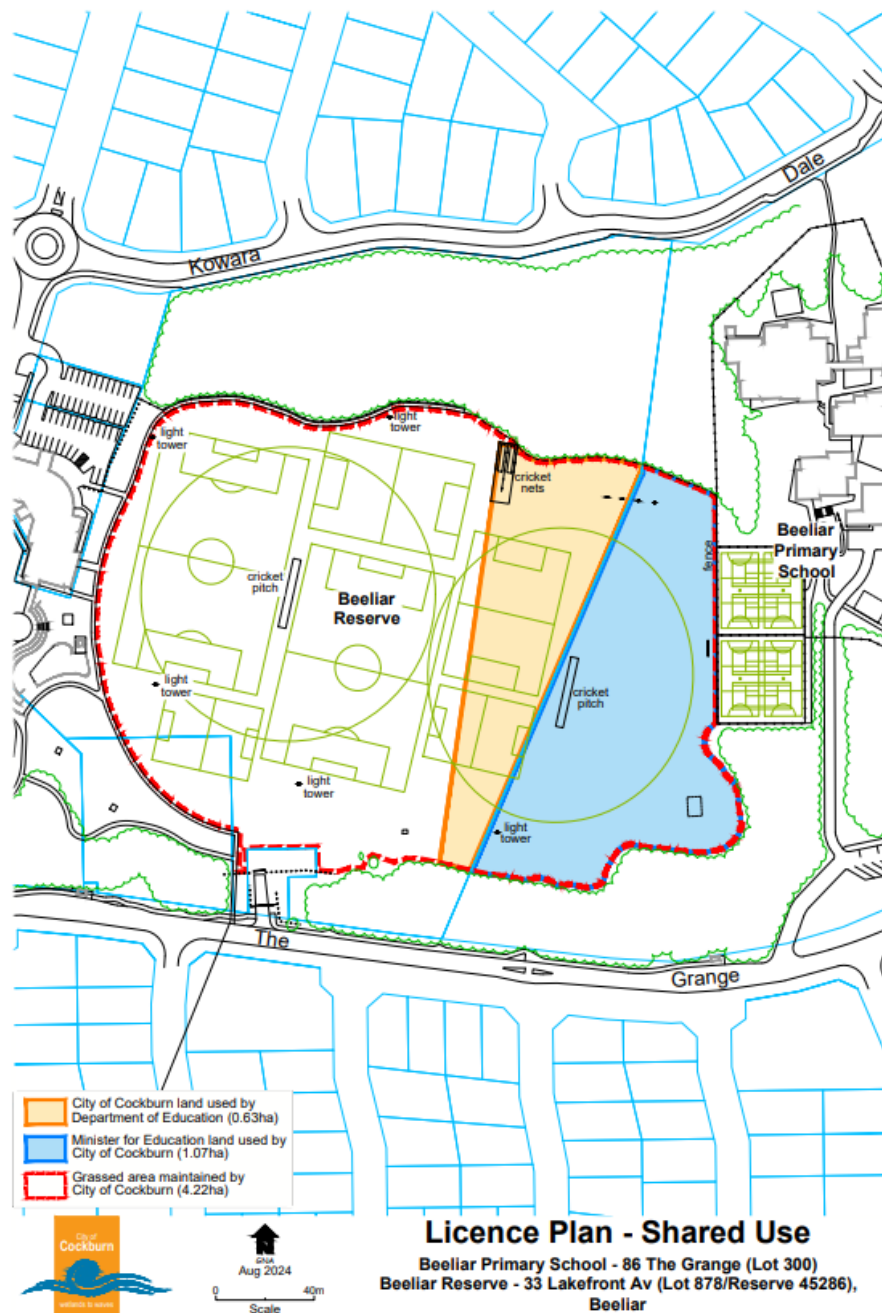 Dale
Kowara
light
tower
light
tower
cricket
nets
Beeliar
Primary
School
fence
cricket
pitch
Beeliar
Reserve
cricket
pitch
light
tower
light
tower
light
tower
The
Grange
City of Cockburn land used by
Department of Education (0.63ha)
Minister for Education land used by
City of Cockburn (1.07ha)
Grassed area maintained by
City of Cockburn (4.22ha)
City of
Cockburn
wetlands to waves
N
GNA
Aug 2024
0 40m
Scale
Licence Plan - Shared Use
Beeliar Primary School - 86 The Grange (Lot 300)
Beeliar Reserve - 33 Lakefront Av (Lot 878/Reserve 45286),
Beeliar